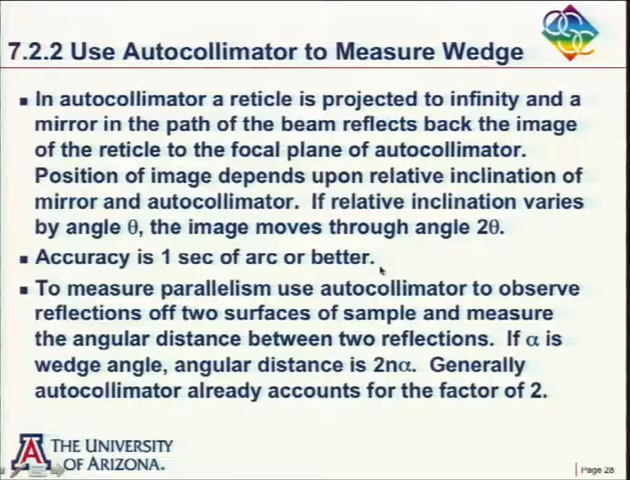 7.2.2 Use Autocollimator to Measure Wedge
In autocollimator a reticle is projected to infinity and a
mirror in the path of the beam reflects back the image
of the reticle to the focal plane of autocollimator.
Position of image depends upon relative inclination of
mirror and autocollimator. If relative inclination varies
by angle θ, the image moves through angle 2θ.
Accuracy is 1 sec of arc or better.
To measure parallelism use autocollimator to observe
reflections off two surfaces of sample and measure
the angular distance between two reflections. If α is
wedge angle, angular distance is 2nα. Generally
autocollimator already accounts for the factor of 2.
A THE UNIVERSITY
OF ARIZONA.
Page 28